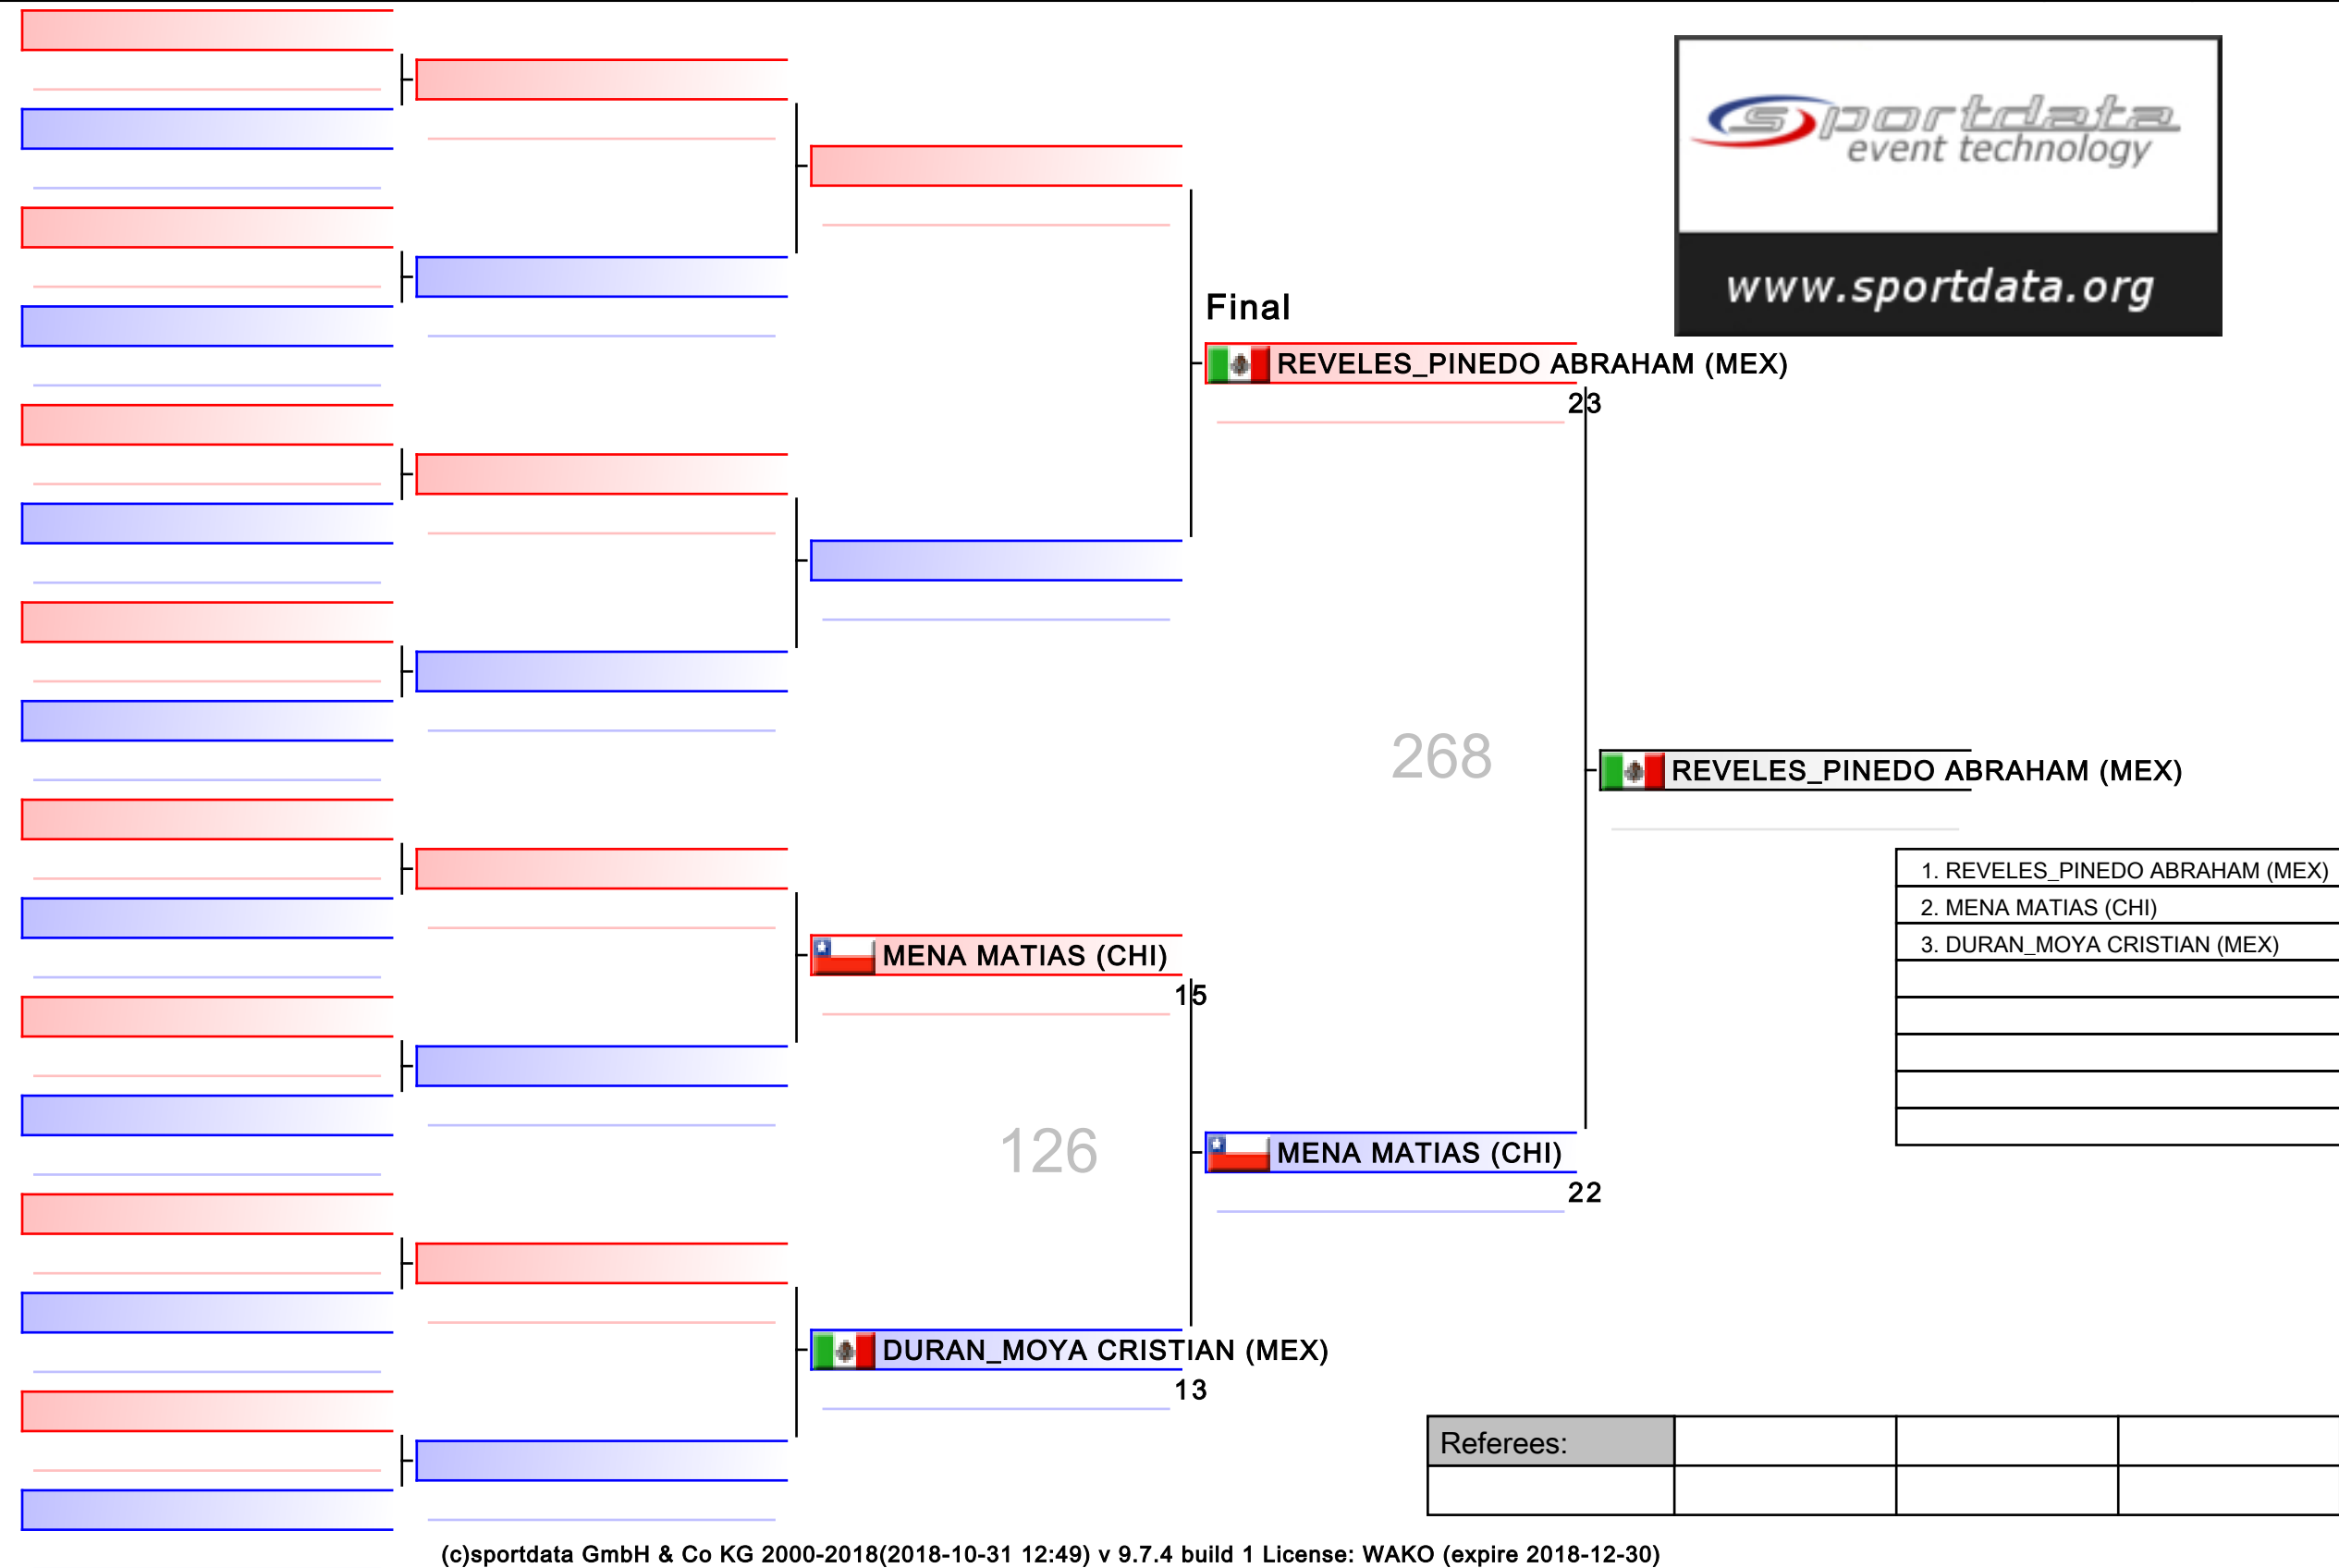 sportdata
event technology
www.sportdata.org
Final
REVELES_PINEDO ABRAHAM (MEX)
23
268
REVELES_PINEDO ABRAHAM (MEX)
1. REVELES_PINEDO ABRAHAM (MEX)
2. MENA MATIAS (CHI)
3. DURAN_MOYA CRISTIAN (MEX)
MENA MATIAS (CHI)
15
126
MENA MATIAS (CHI)
22
DURAN_MOYA CRISTIAN (MEX)
13
Referees:
(c)sportdata GmbH & Co KG 2000-2018(2018-10-31 12:49) v 9.7.4 build 1 License: WAKO (expire 2018-12-30)